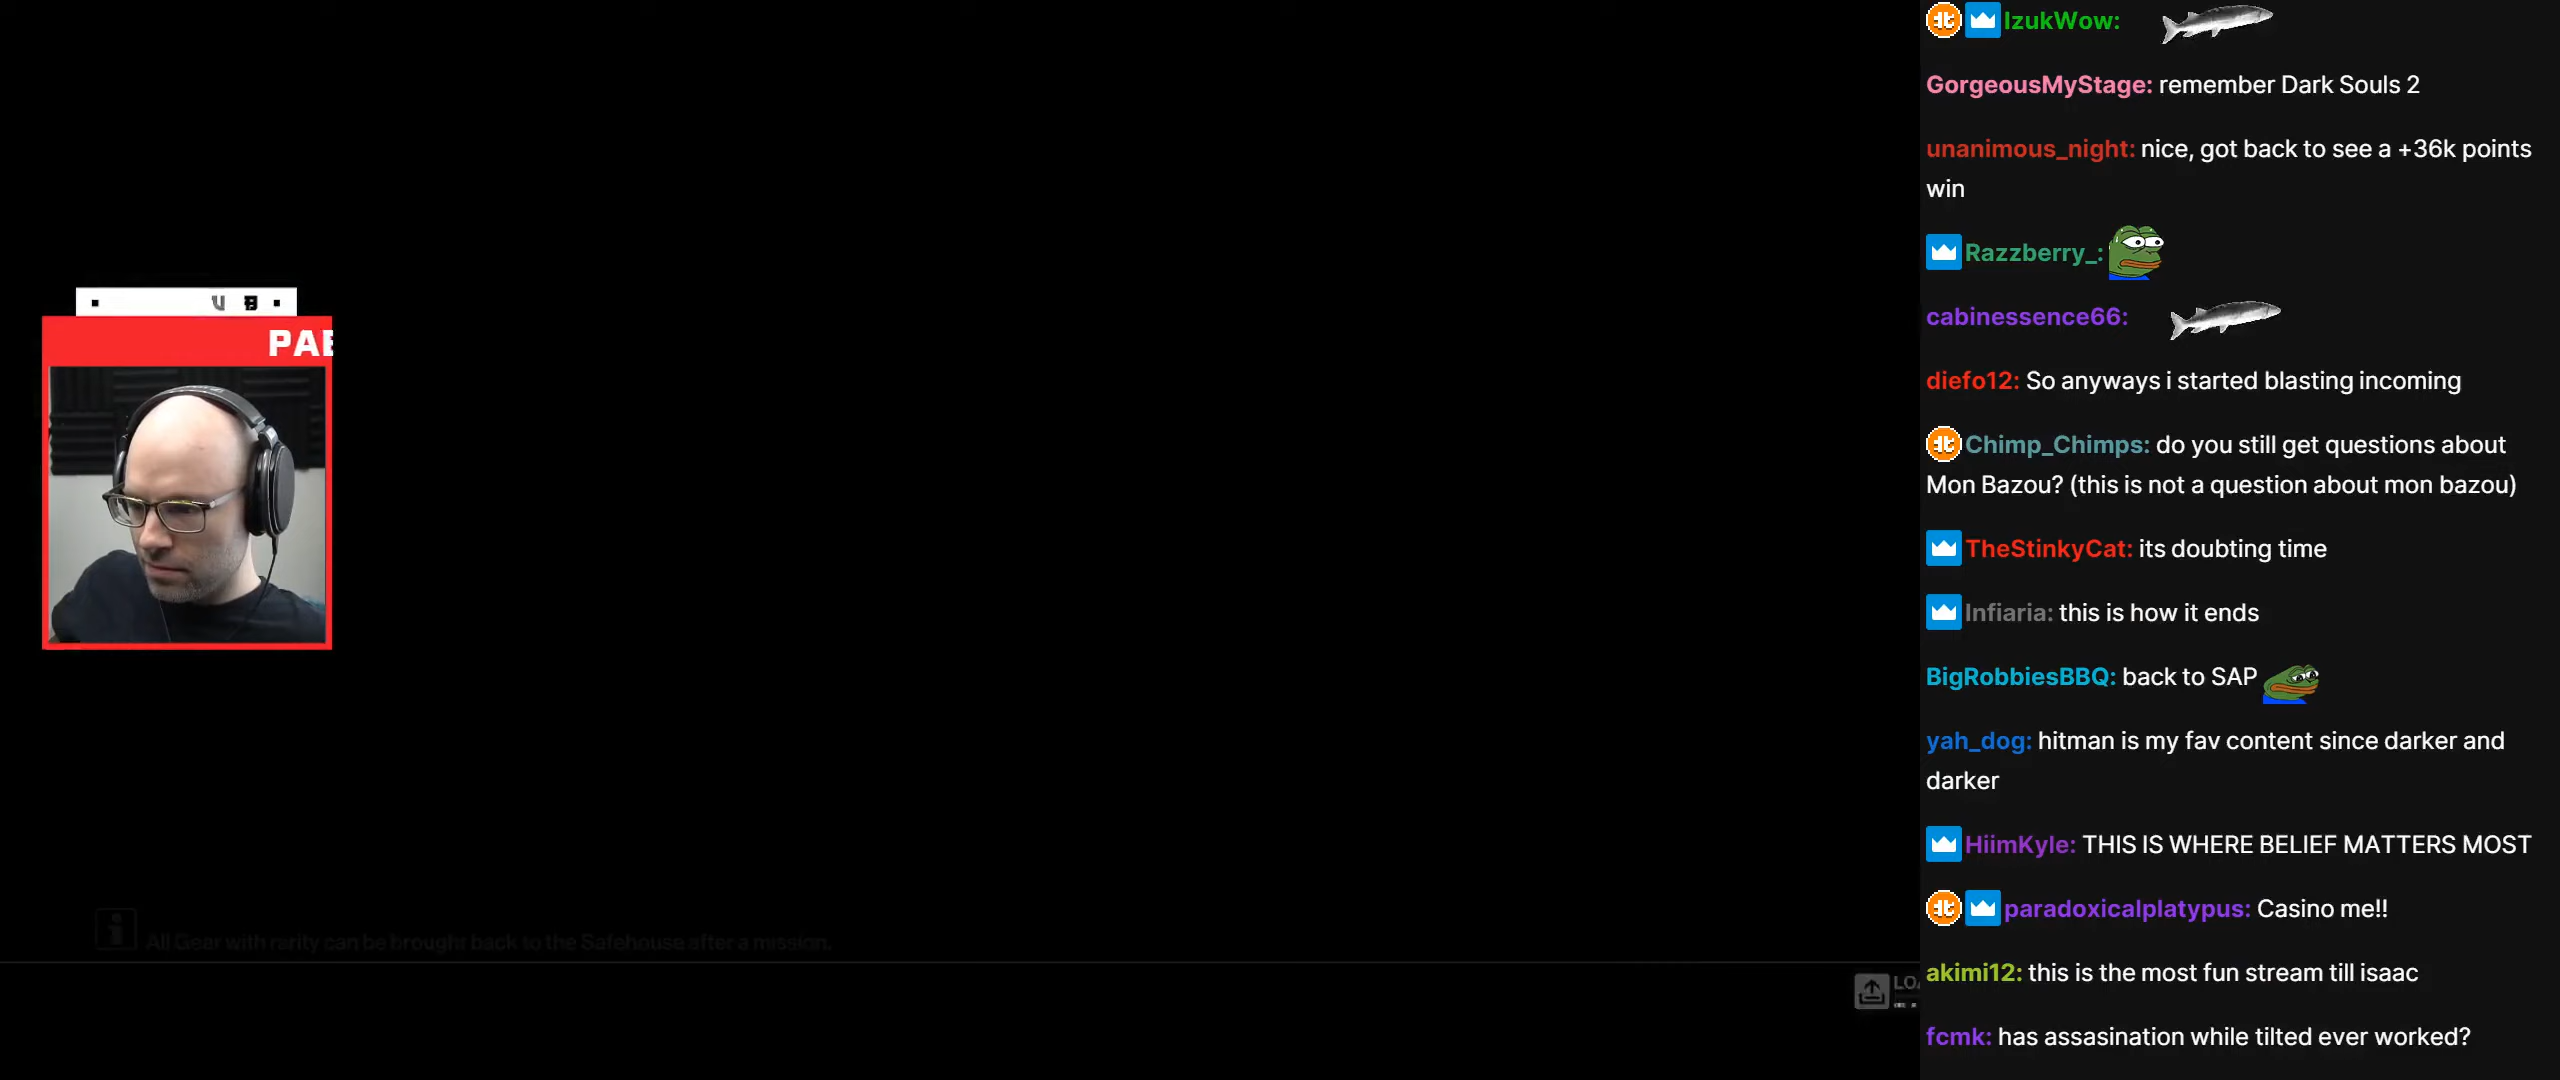 PAE
All Gear with rarity can be brought back to the Safehouse after a mission.
IzukWow:
GorgeousMyStage: remember Dark Souls 2
unanimous_night: nice, got back to see a +36k points
win
Razzberry_:
cabinessence66:
diefo12: So anyways i started blasting incoming
Chimp_Chimps: do you still get questions about
Mon Bazou? (this is not a question about mon bazou)
TheStinkyCat: its doubting time
Infiaria: this is how it ends
BigRobbiesBBQ: back to SAP
yah_dog: hitman is my fav content since darker and
darker
HiimKyle: THIS IS WHERE BELIEF MATTERS MOST
paradoxicalplatypus: Casino me!!
akimi12: this is the most fun stream till isaac
fcmk: has assasination while tilted ever worked?